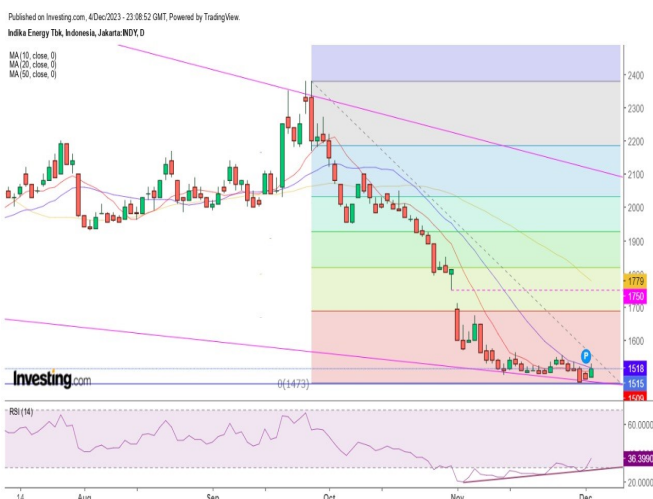 Published on Investing.com, 4/Dec/2023 - 23:08:52 GMT, Powered by TradingView.
Indika Energy Tbk, Indonesia, Jakarta:INDY, D
MA (10, close, 0)
MA (20, close, 0)
MA (50, close, 0)
2400
2300
2200
2100
2000
1900
1779
1750
1700
1600
P
1518
1515
1509
Investing.com
0(1473)
RSI (14)
60.0000
36.3990
20.0000
14
Aug
Sep
Oct
Nov
Dec